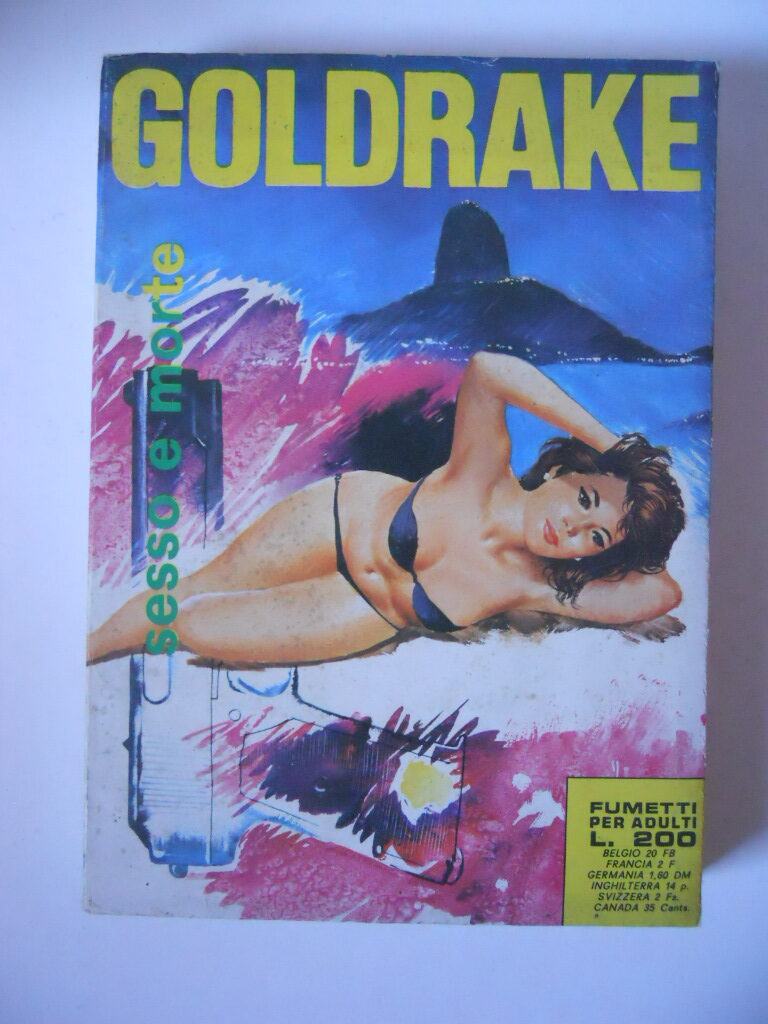 GOLDRAKE
sesso e morte
FUMETTI
PER ADULTI
L. 200
BELGIO 20 FB
FRANCIA 2 F
GERMANIA 1,60 DM
INGHILTERRA 14 p.
SVIZZERA 2 Fs.
CANADA 35 Cents.